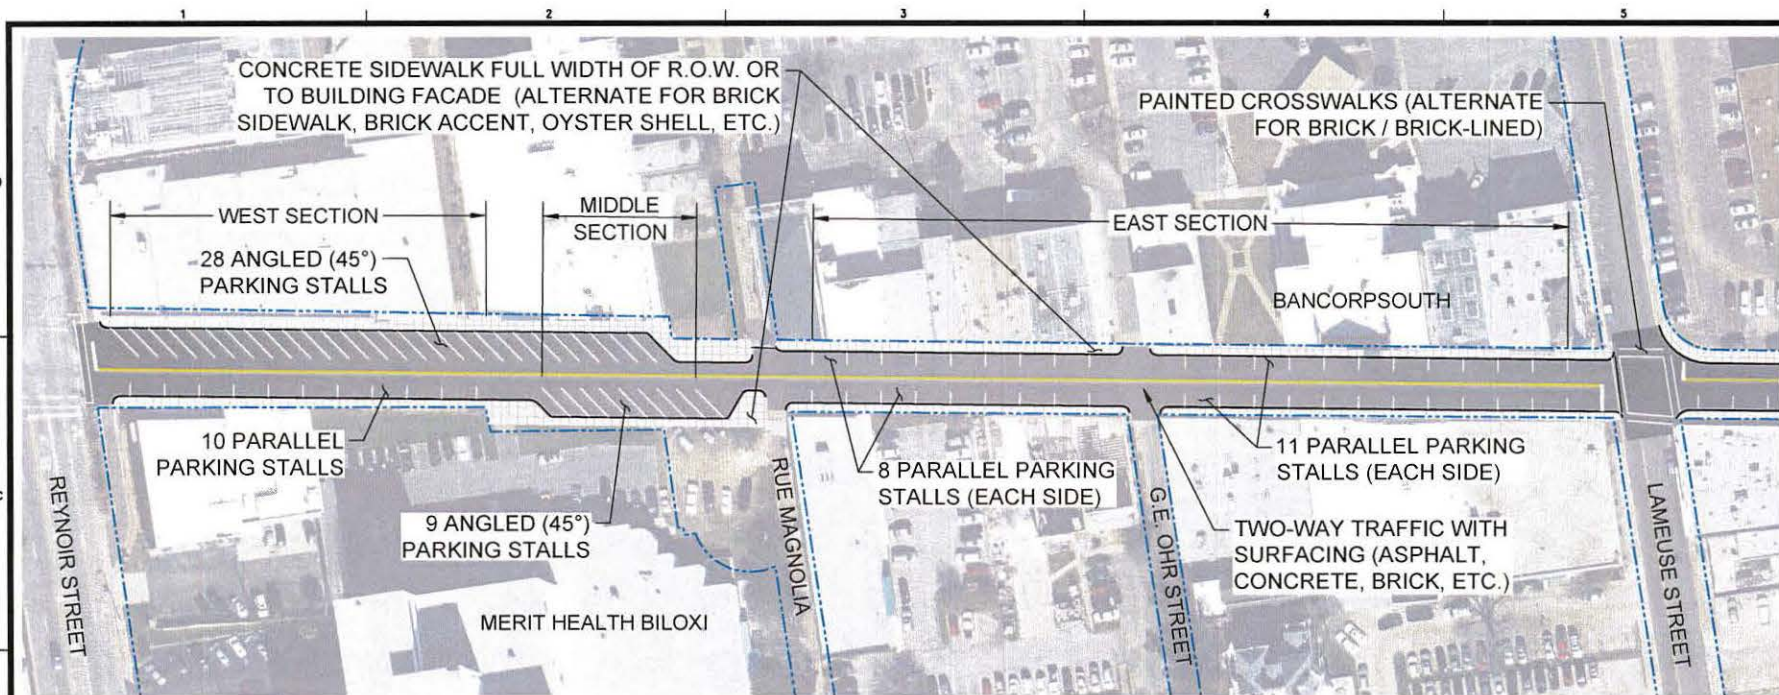 1
2
3
4
5
CONCRETE SIDEWALK FULL WIDTH OF R.O.W. OR
TO BUILDING FACADE (ALTERNATE FOR BRICK
SIDEWALK, BRICK ACCENT, OYSTER SHELL, ETC.)
PAINTED CROSSWALKS (ALTERNATE
FOR BRICK / BRICK-LINED)
WEST SECTION
MIDDLE
SECTION
EAST SECTION
28 ANGLED (45°)
PARKING STALLS
BANCORPSOUTH
10 PARALLEL
PARKING STALLS
8 PARALLEL PARKING
STALLS (EACH SIDE)
11 PARALLEL PARKING
STALLS (EACH SIDE)
9 ANGLED (45°)
PARKING STALLS
TWO-WAY TRAFFIC WITH
SURFACING (ASPHALT,
CONCRETE, BRICK, ETC.)
MERIT HEALTH BILOXI
REYNOIR STREET
RUE MAGNOLIA
G.E. OHR STREET
LAMEUSE STREET